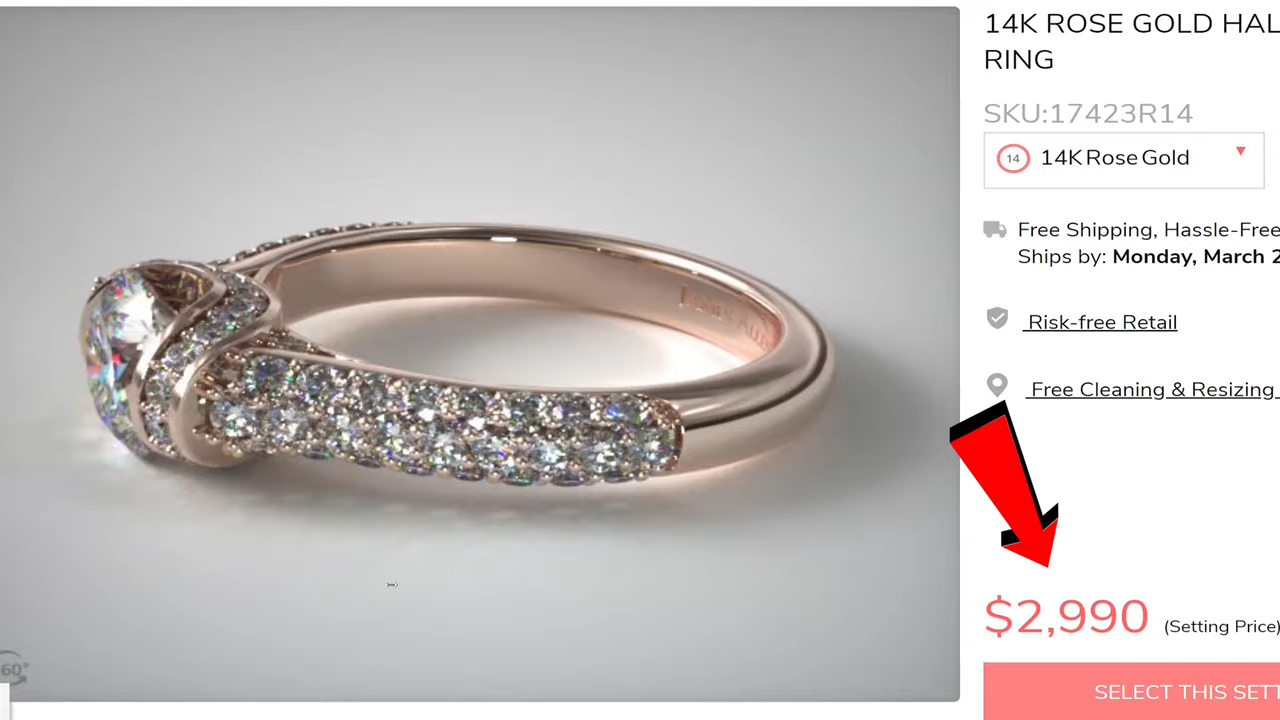 14K ROSE GOLD HAL
RING
SKU:17423R14
14 14K Rose Gold
Free Shipping, Hassle-Free
Ships by: Monday, March 2
Risk-free Retail
Free Cleaning & Resizing
$2,990 (Setting Price)
SELECT THIS SETT
60°